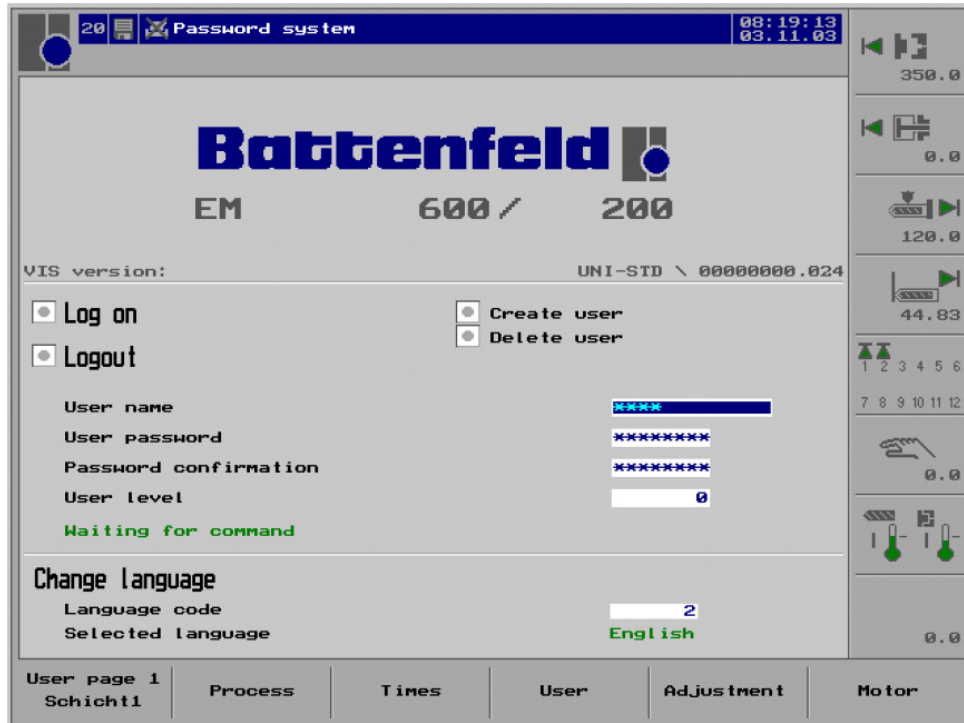 20 Password system 08:19:13
03.11.03
350.0
Battenfeld
0.0
EM 600 / 200
120.0
VIS version: UNI-STD \ 00000000.024
44.83
Log on
Create user
Delete user
Logout
1 2 3 4 5 6
7 8 9 10 11 12
User name ****
User password ********
Password confirmation ********
0.0
User level 0
Waiting for command
Change language
Language code 2
Selected language English
0.0
User page 1
Schicht1
Process
Times
User
Adjustment
Motor